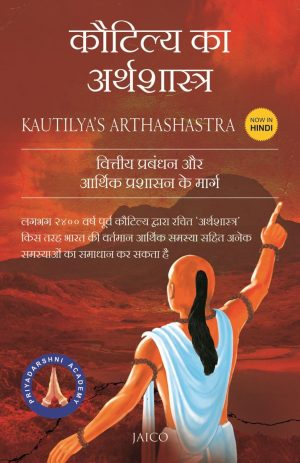 कौटिल्य का
अर्थशास्त्र
KAUTILYA'S ARTHASHASTRA
NOW IN
HINDI
वित्तीय प्रबंधन और
आर्थिक प्रशासन के मार्ग
लगभग २४०० वर्ष पूर्व कौटिल्य द्वारा रचित 'अर्थशास्त्र'
किस तरह भारत की वर्तमान आर्थिक समस्या सहित अनेक
समस्याओं का समाधान कर सकता है
PRIYADARSHNI ACADEMY
JAICO